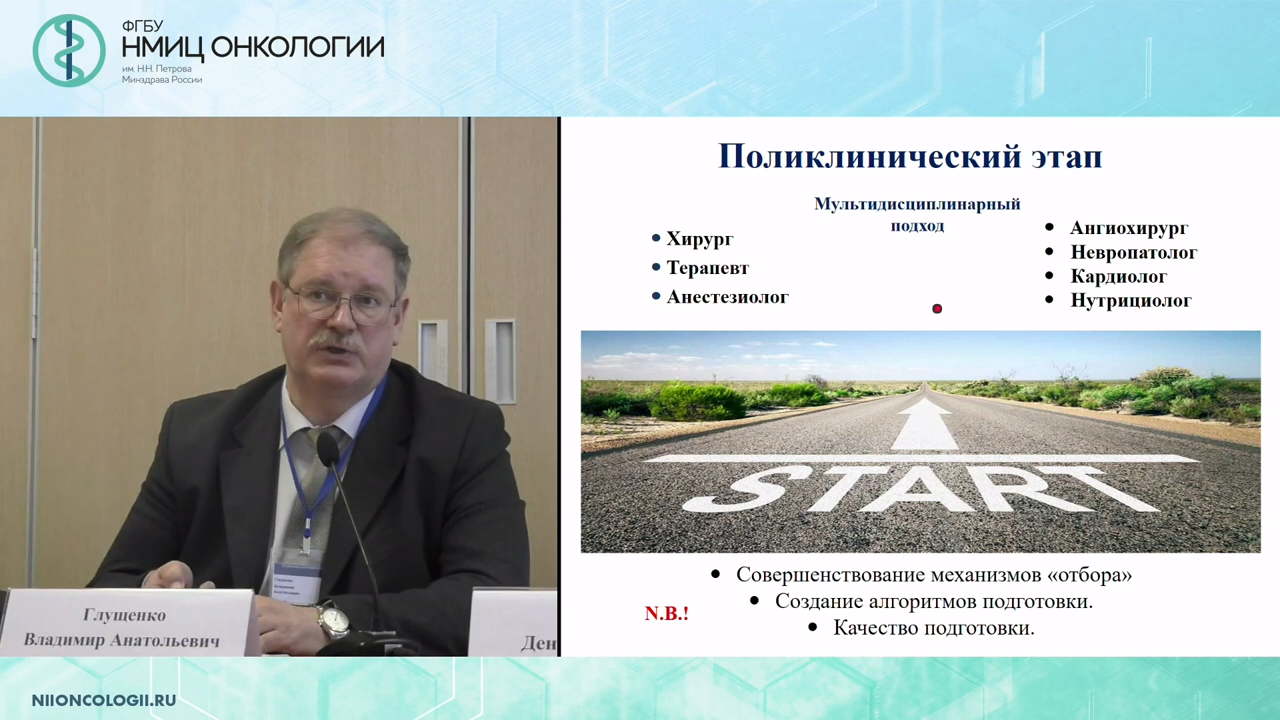 ФГБУ
НМИЦ ОНКОЛОГИИ
им. Н.Н. Петрова
Минздрава России
Поликлинический этап
Мультидисциплинарный
подход
• Хирург
• Терапевт
• Анестезиолог
• Ангиохирург
• Невропатолог
• Кардиолог
• Нутрициолог
START
• Совершенствование механизмов «отбора»
• Создание алгоритмов подготовки.
N.B.!
• Качество подготовки.
Глущенко
Владимир Анатольевич
Ден
NIIONCOLOGII.RU